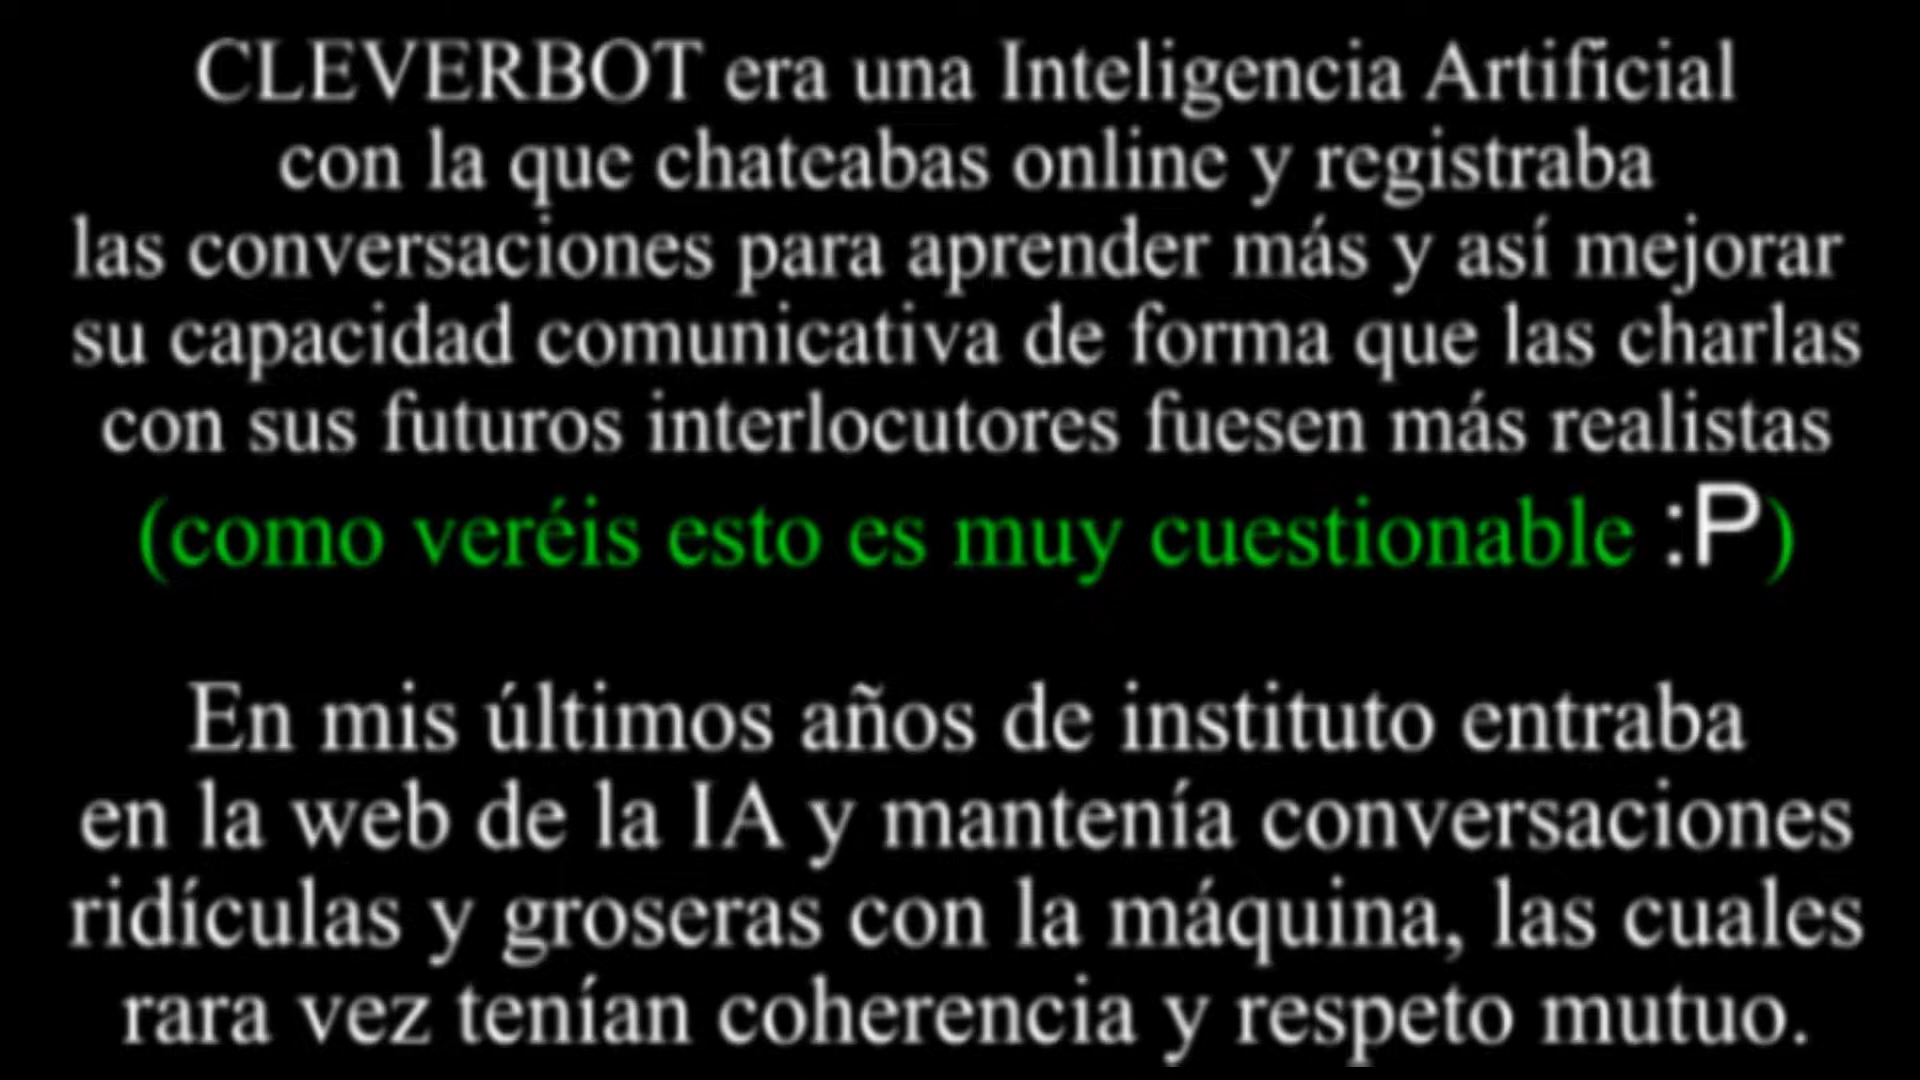 CLEVERBOT era una Inteligencia Artificial
con la que chateabas online y registraba
las conversaciones para aprender más y así mejorar
su capacidad comunicativa de forma que las charlas
con sus futuros interlocutores fuesen más realistas
(como veréis esto es muy cuestionable :P)
En mis últimos años de instituto entraba
en la web de la IA y mantenía conversaciones
ridículas y groseras con la máquina, las cuales
rara vez tenían coherencia y respeto mutuo.